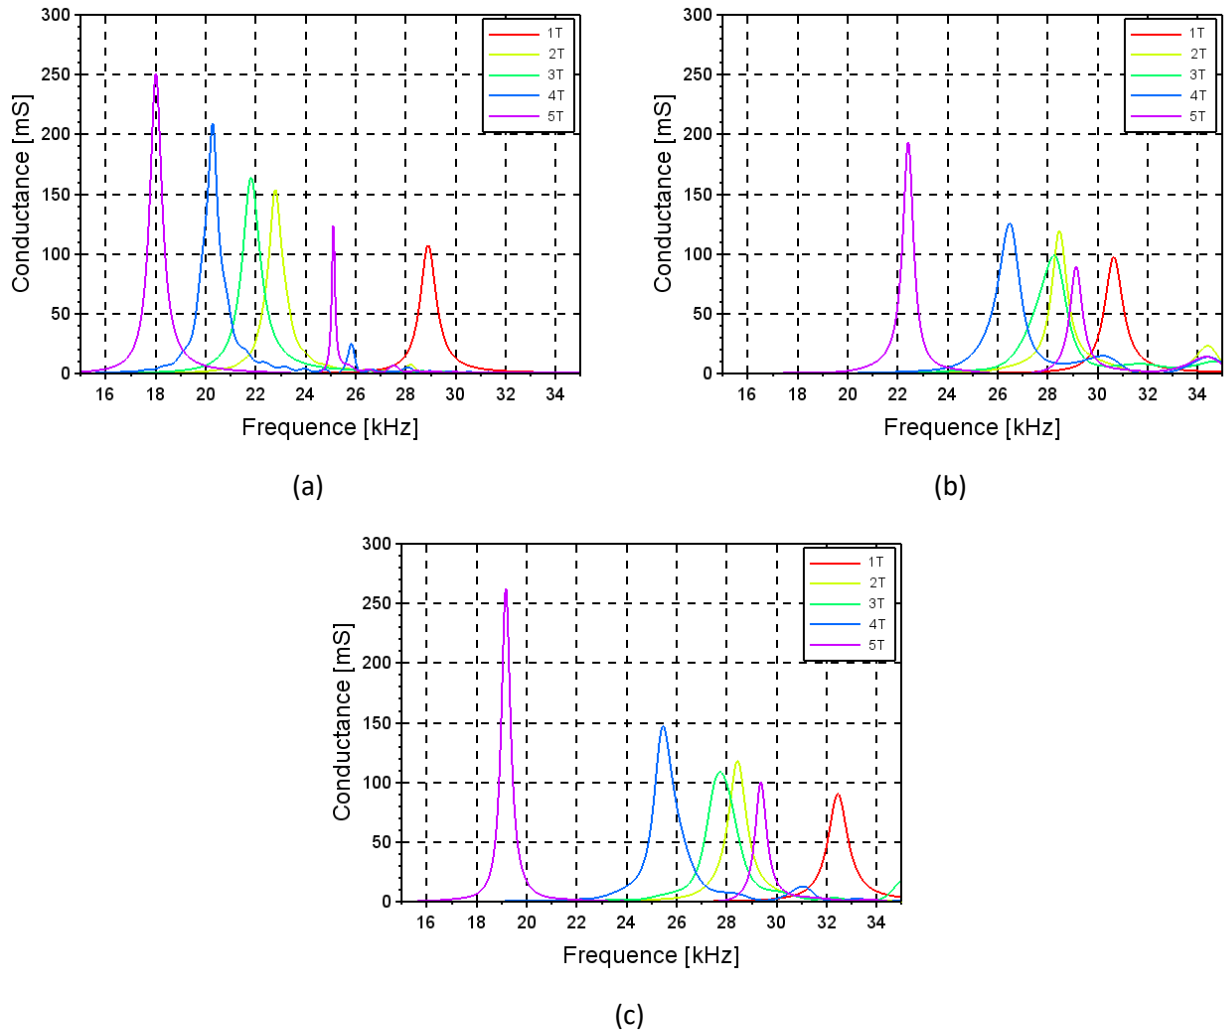 300
250
200
150
100
50
0
Conductance [mS]
1T
2T
3T
4T
5T
16 18 20 22 24 26 28 30 32 34
Frequence [kHz]
(a)
300
250
200
150
100
50
0
Conductance [mS]
1T
2T
3T
4T
5T
16 18 20 22 24 26 28 30 32 34
Frequence [kHz]
(b)
300
250
200
150
100
50
0
Conductance [mS]
1T
2T
3T
4T
5T
16 18 20 22 24 26 28 30 32 34
Frequence [kHz]
(c)